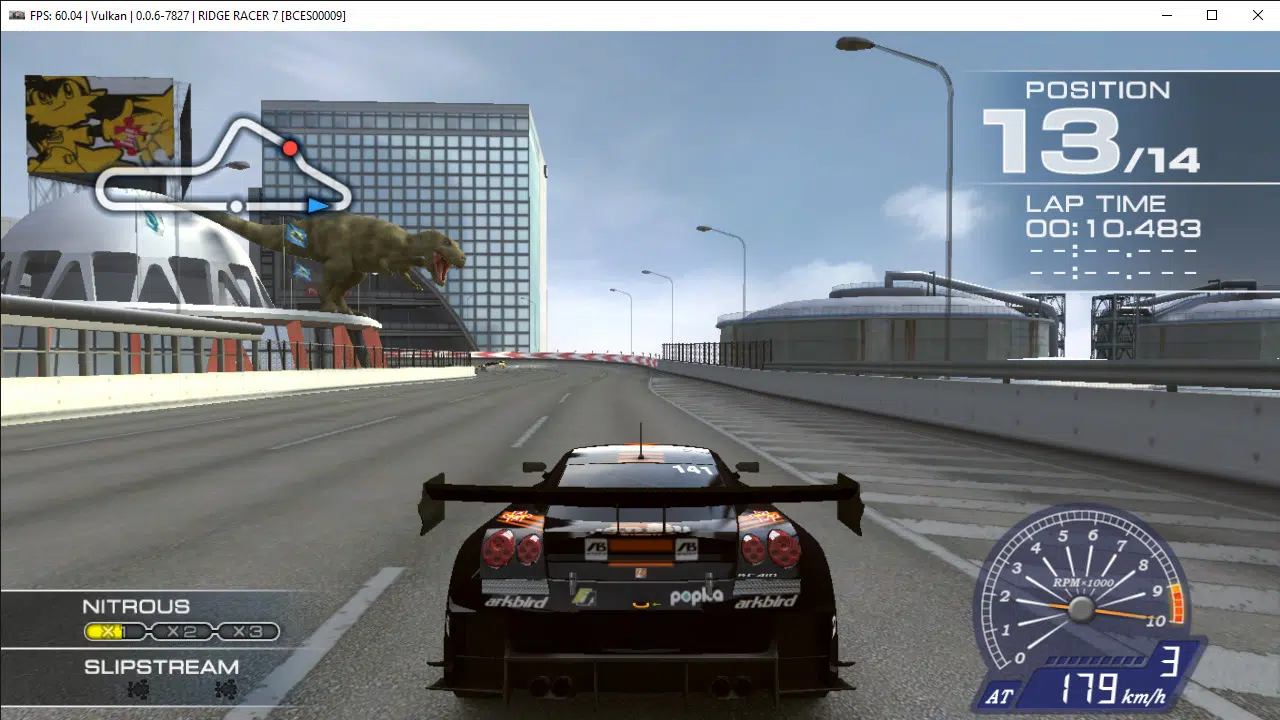 FPS: 60.04 | Vulkan | 0.0.6-7827 | RIDGE RACER 7 [BCES00009]
POSITION
13/14
LAP TIME
00:10.483
--:--.--
--:--.--
141
arkbird
popka
arkbird
NITROUS
X1 X2 X3
SLIPSTREAM
RPM×1000
0 1 2 3 4 5 6 7 8 9 10
3
AT 179 km/h